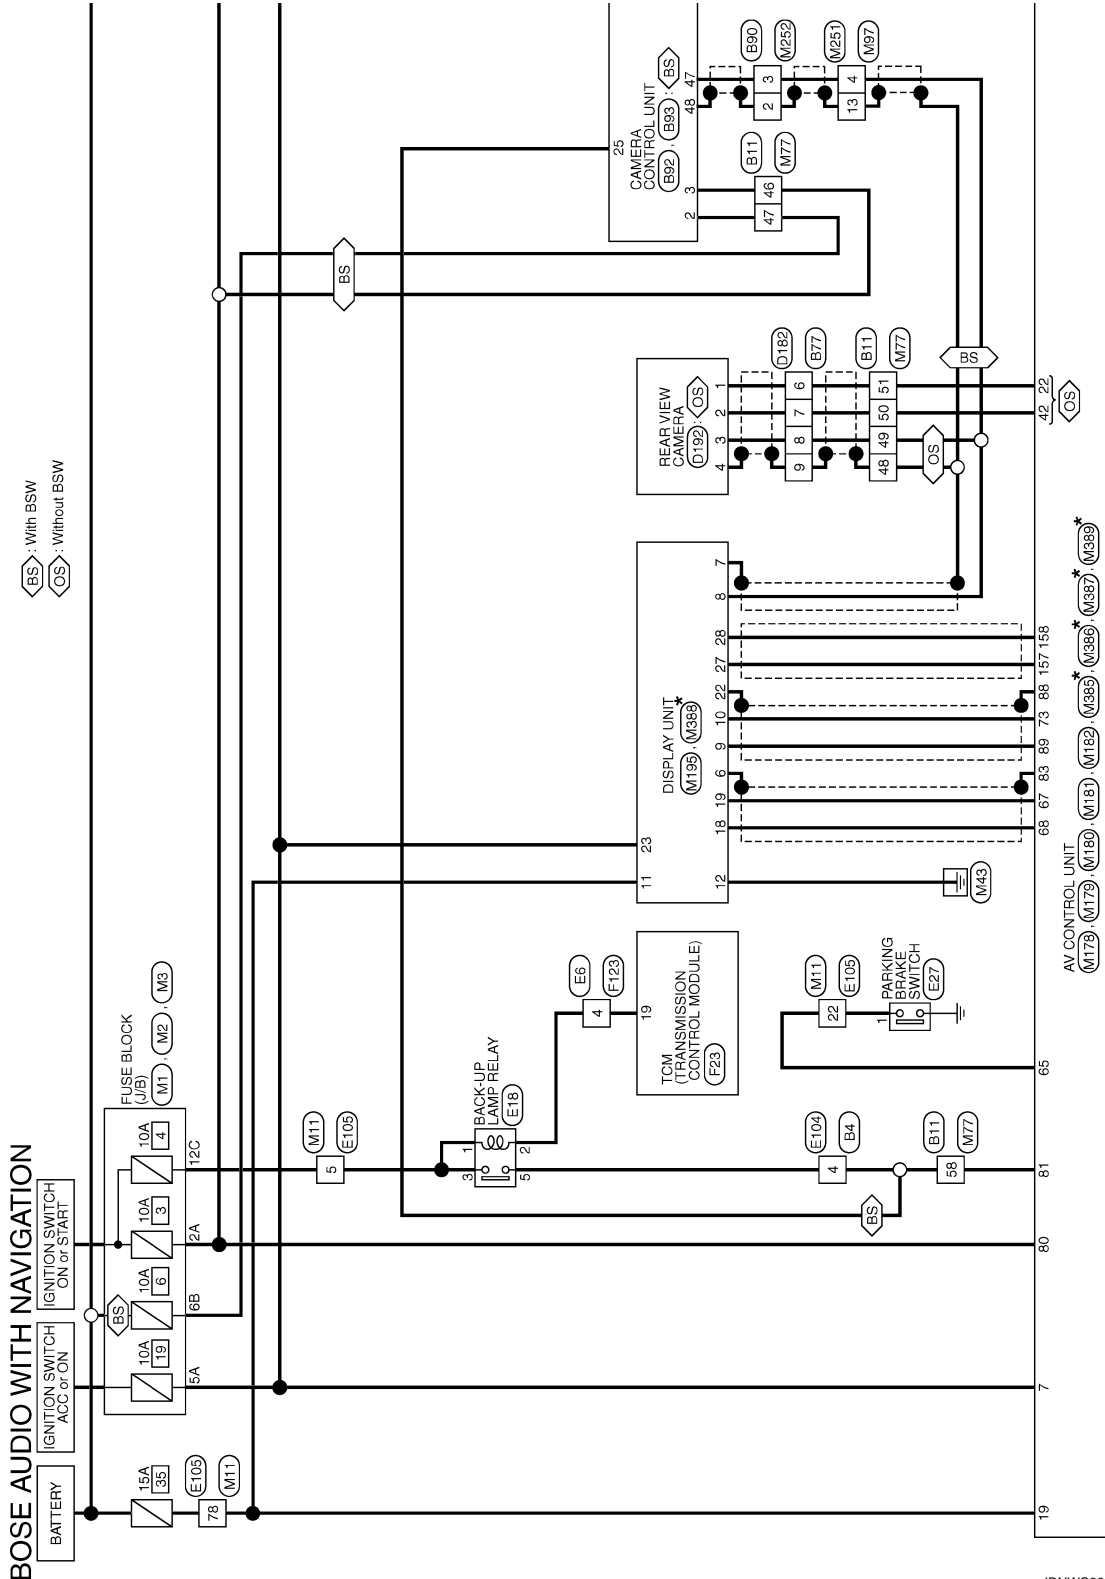 BOSE AUDIO WITH NAVIGATION
BS : With BSW
OS : Without BSW
BATTERY
IGNITION SWITCH
ACC or ON
IGNITION SWITCH
ON or START
FUSE BLOCK
(J/B)
M1 , M2 , M3
15A
35
10A
19
10A
6
10A
3
10A
4
BS
5A
6B
2A
12C
E105
M11
78
M11
E105
5
BS
BACK-UP
LAMP RELAY
E18
1
3
2
5
E6
F123
4
19
TCM
(TRANSMISSION
CONTROL MODULE)
F23
E104
B4
4
BS
B11
M77
58
M11
E105
22
PARKING
BRAKE
SWITCH
E27
1
DISPLAY UNIT
M195 , M388*
11
23
12
18
19
6
9
10
22
27
28
8
7
M43
REAR VIEW
CAMERA
D192 : OS
4
3
2
1
D182
B77
9
8
7
6
B11
M77
48
49
50
51
OS
BS
CAMERA
CONTROL UNIT
B92 , B93 : BS
25
2
3
48
47
B11
M77
47
46
B90
M252
2
3
M251
M97
13
4
19
7
80
81
65
68
67
83
89
73
88
157
158
42
22
OS
AV CONTROL UNIT
M178 , M179 , M180 , M181 , M182 , M385* , M386* , M387* , M389*